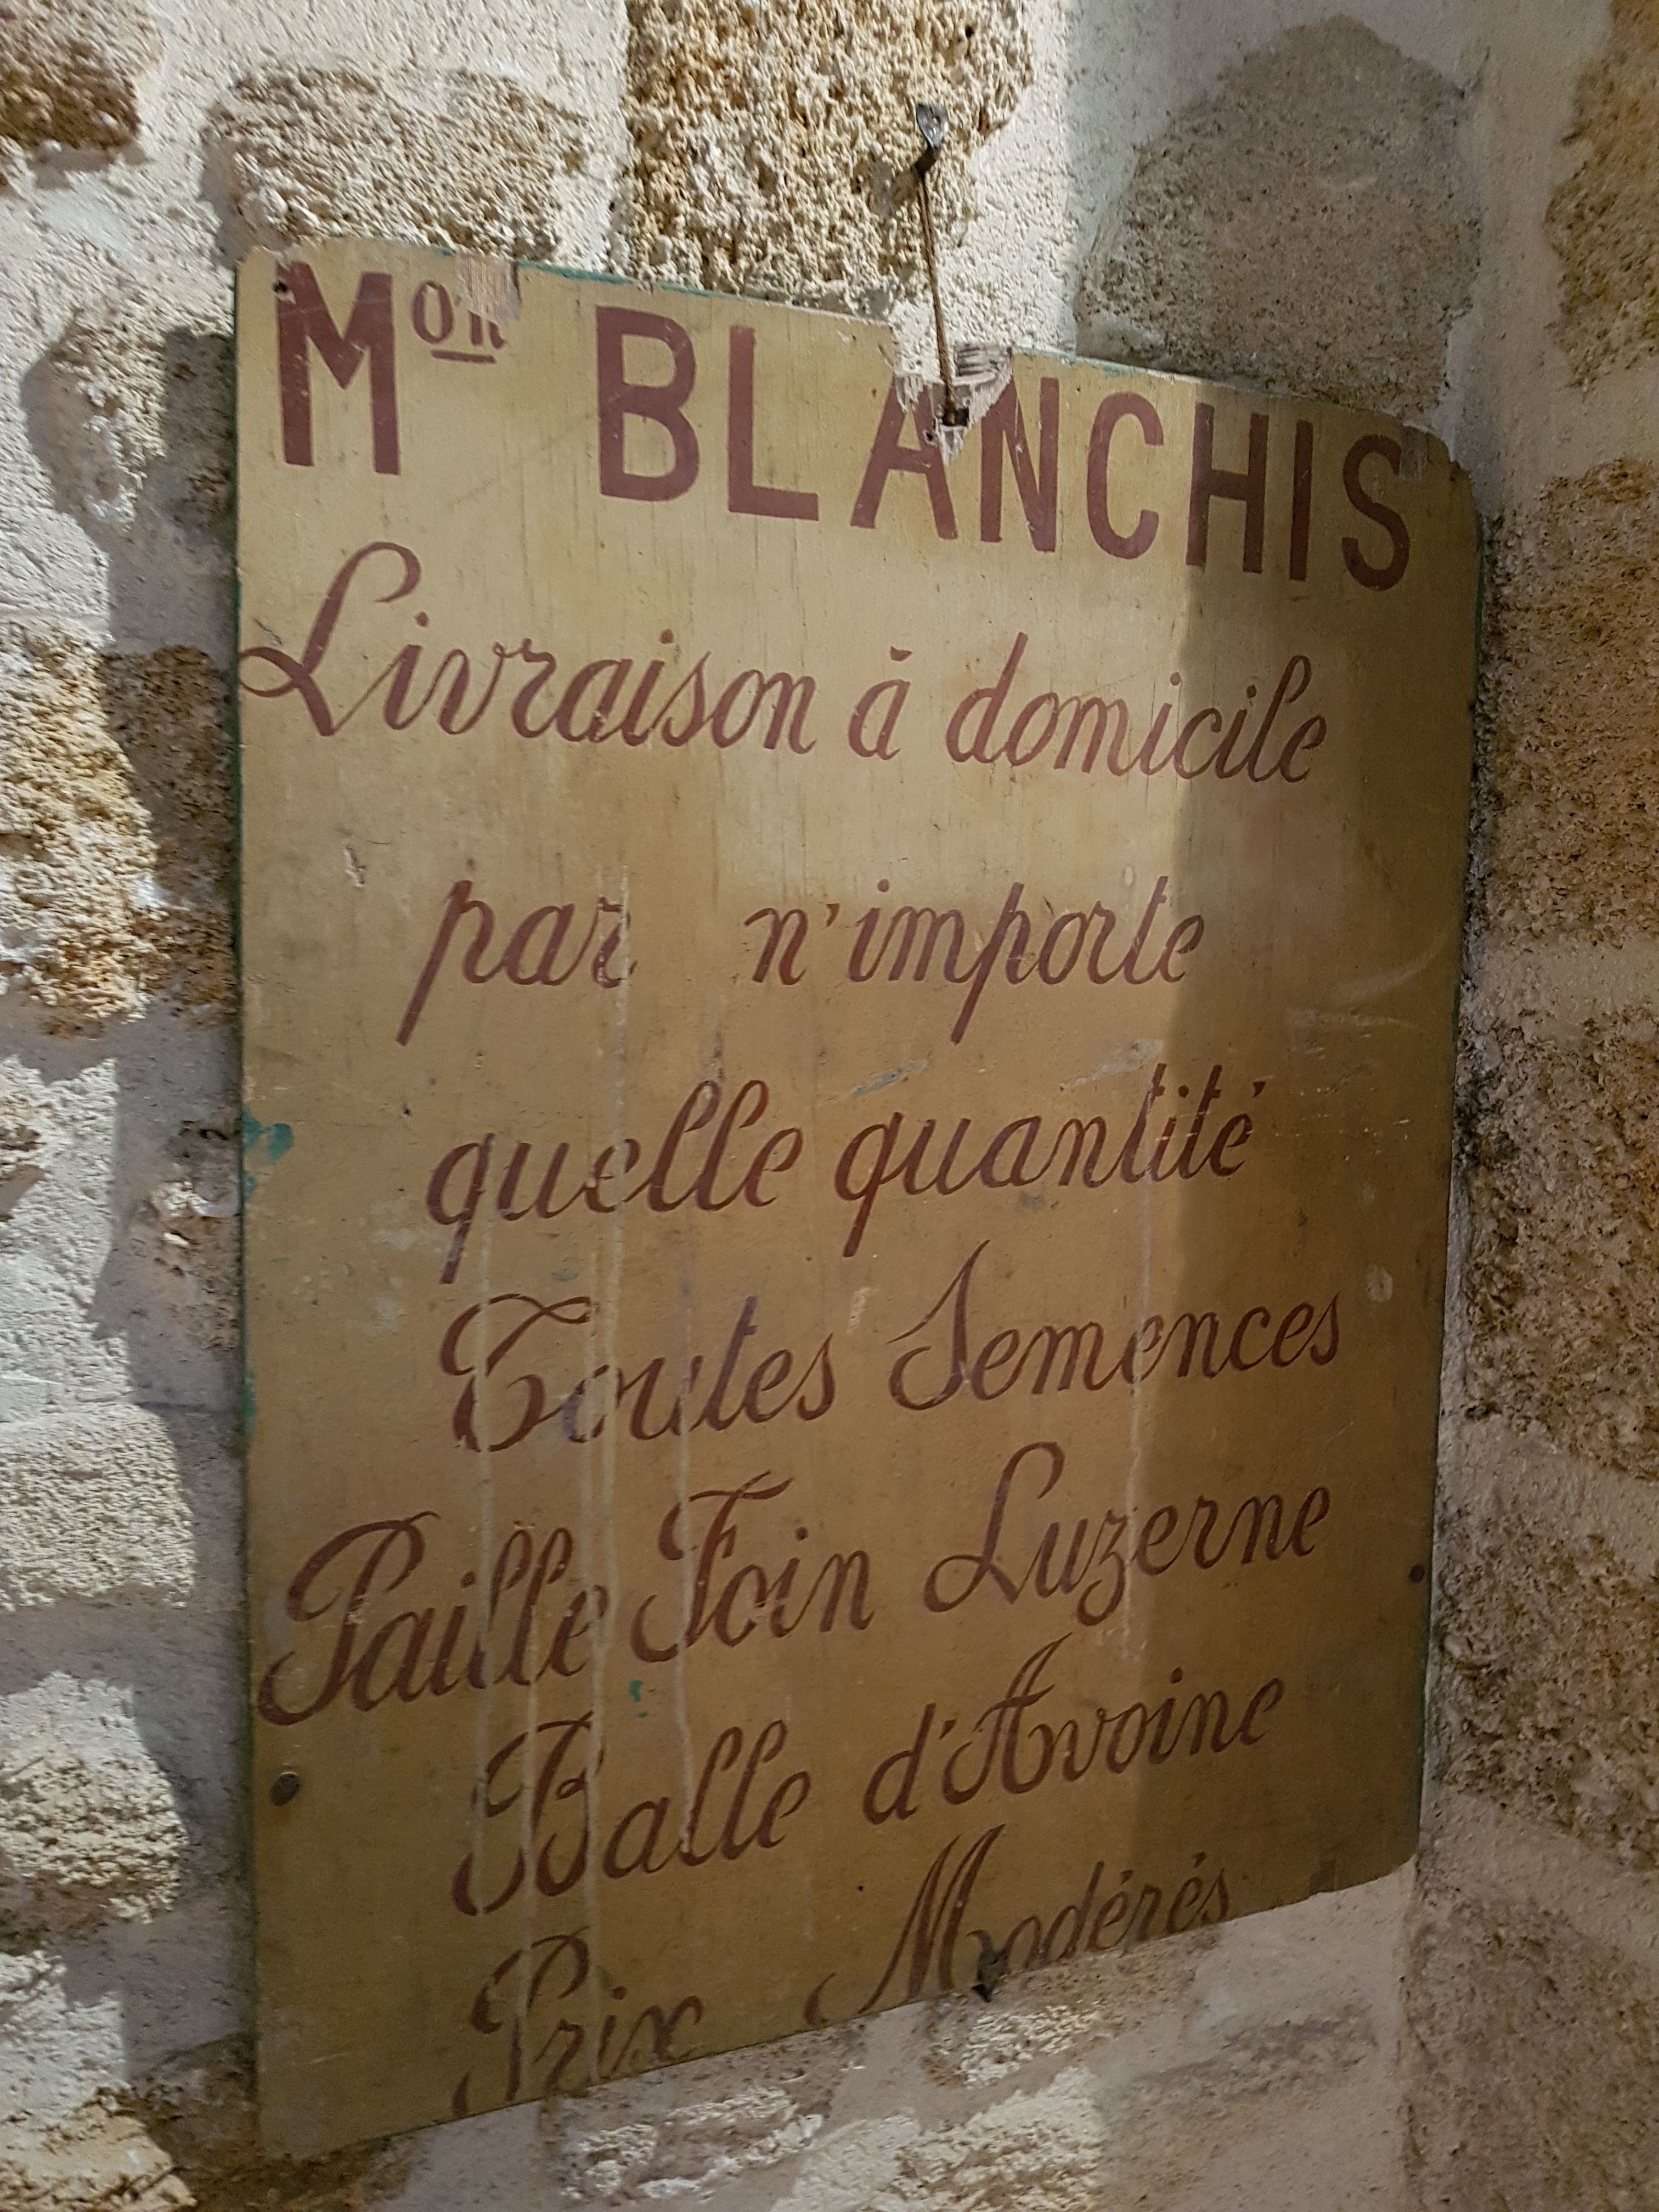 Mon BLANCHIS
Livraison à domicile
par n'importe
quelle quantité
Toutes Semences
Paille Foin Luzerne
Balle d'Avoine
Prix Modérés